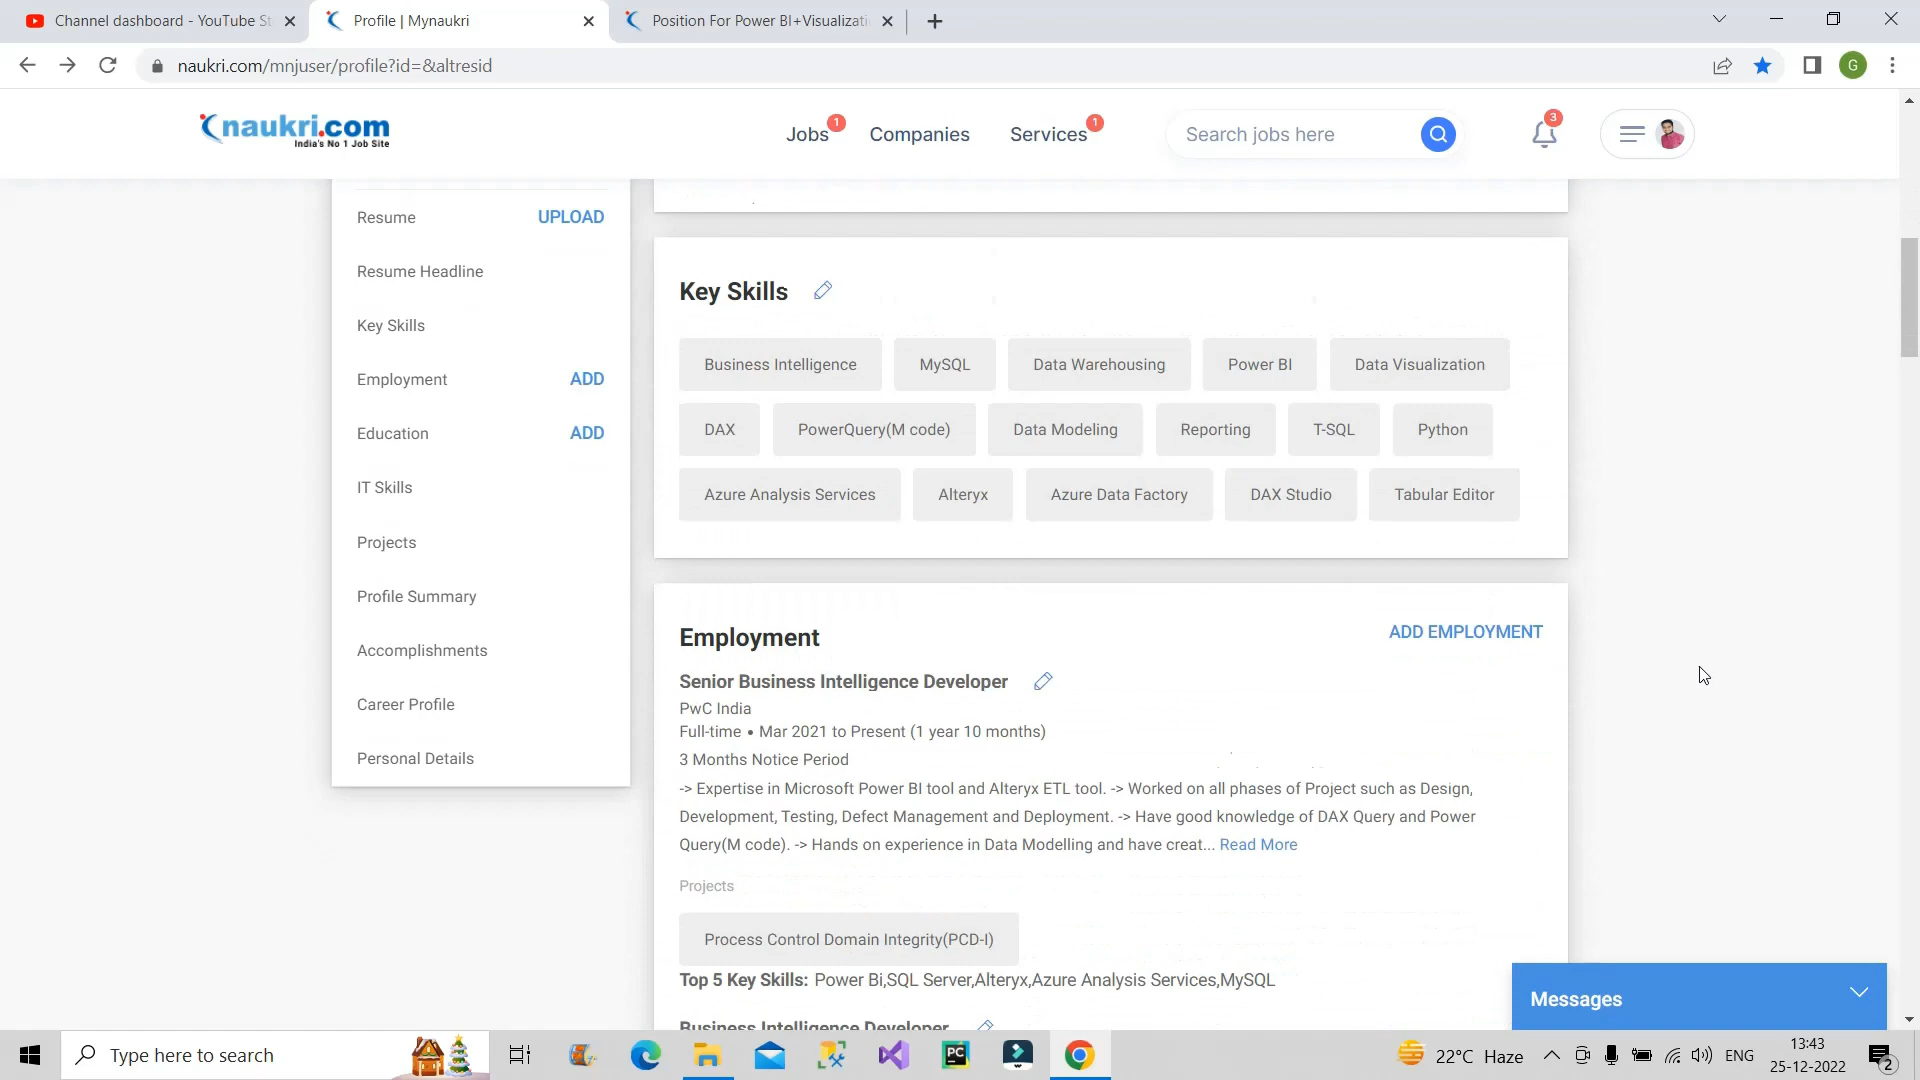 Channel dashboard - YouTube St
Profile | Mynaukri
Position For Power BI+Visualizati
naukri.com/mnjuser/profile?id=&altresid
G
naukri.com
India's No 1 Job Site
Jobs 1
Companies
Services 1
Search jobs here
3
Resume UPLOAD
Resume Headline
Key Skills
Employment ADD
Education ADD
IT Skills
Projects
Profile Summary
Accomplishments
Career Profile
Personal Details
Key Skills
Business Intelligence MySQL Data Warehousing Power BI Data Visualization
DAX PowerQuery(M code) Data Modeling Reporting T-SQL Python
Azure Analysis Services Alteryx Azure Data Factory DAX Studio Tabular Editor
Employment ADD EMPLOYMENT
Senior Business Intelligence Developer
PwC India
Full-time • Mar 2021 to Present (1 year 10 months)
3 Months Notice Period
-> Expertise in Microsoft Power BI tool and Alteryx ETL tool. -> Worked on all phases of Project such as Design,
Development, Testing, Defect Management and Deployment. -> Have good knowledge of DAX Query and Power
Query(M code). -> Hands on experience in Data Modelling and have creat... Read More
Projects
Process Control Domain Integrity(PCD-I)
Top 5 Key Skills: Power Bi,SQL Server,Alteryx,Azure Analysis Services,MySQL
Business Intelligence Developer
Messages
Type here to search
PC
22°C Haze
ENG
13:43
25-12-2022
2